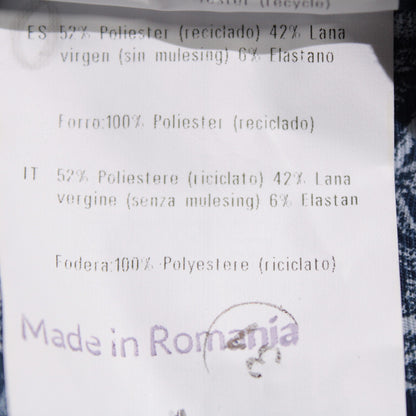 (recycle)
ES 52% Poliester (reciclado) 42% Lana
virgen (sin mulesing) 6% Elastano
Forro:100% Poliester (reciclado)
IT 52% Poliestere (riciclato) 42% Lana
vergine (senza mulesing) 6% Elastan
Fodera:100% Polyestere (riciclato)
Made in Romania